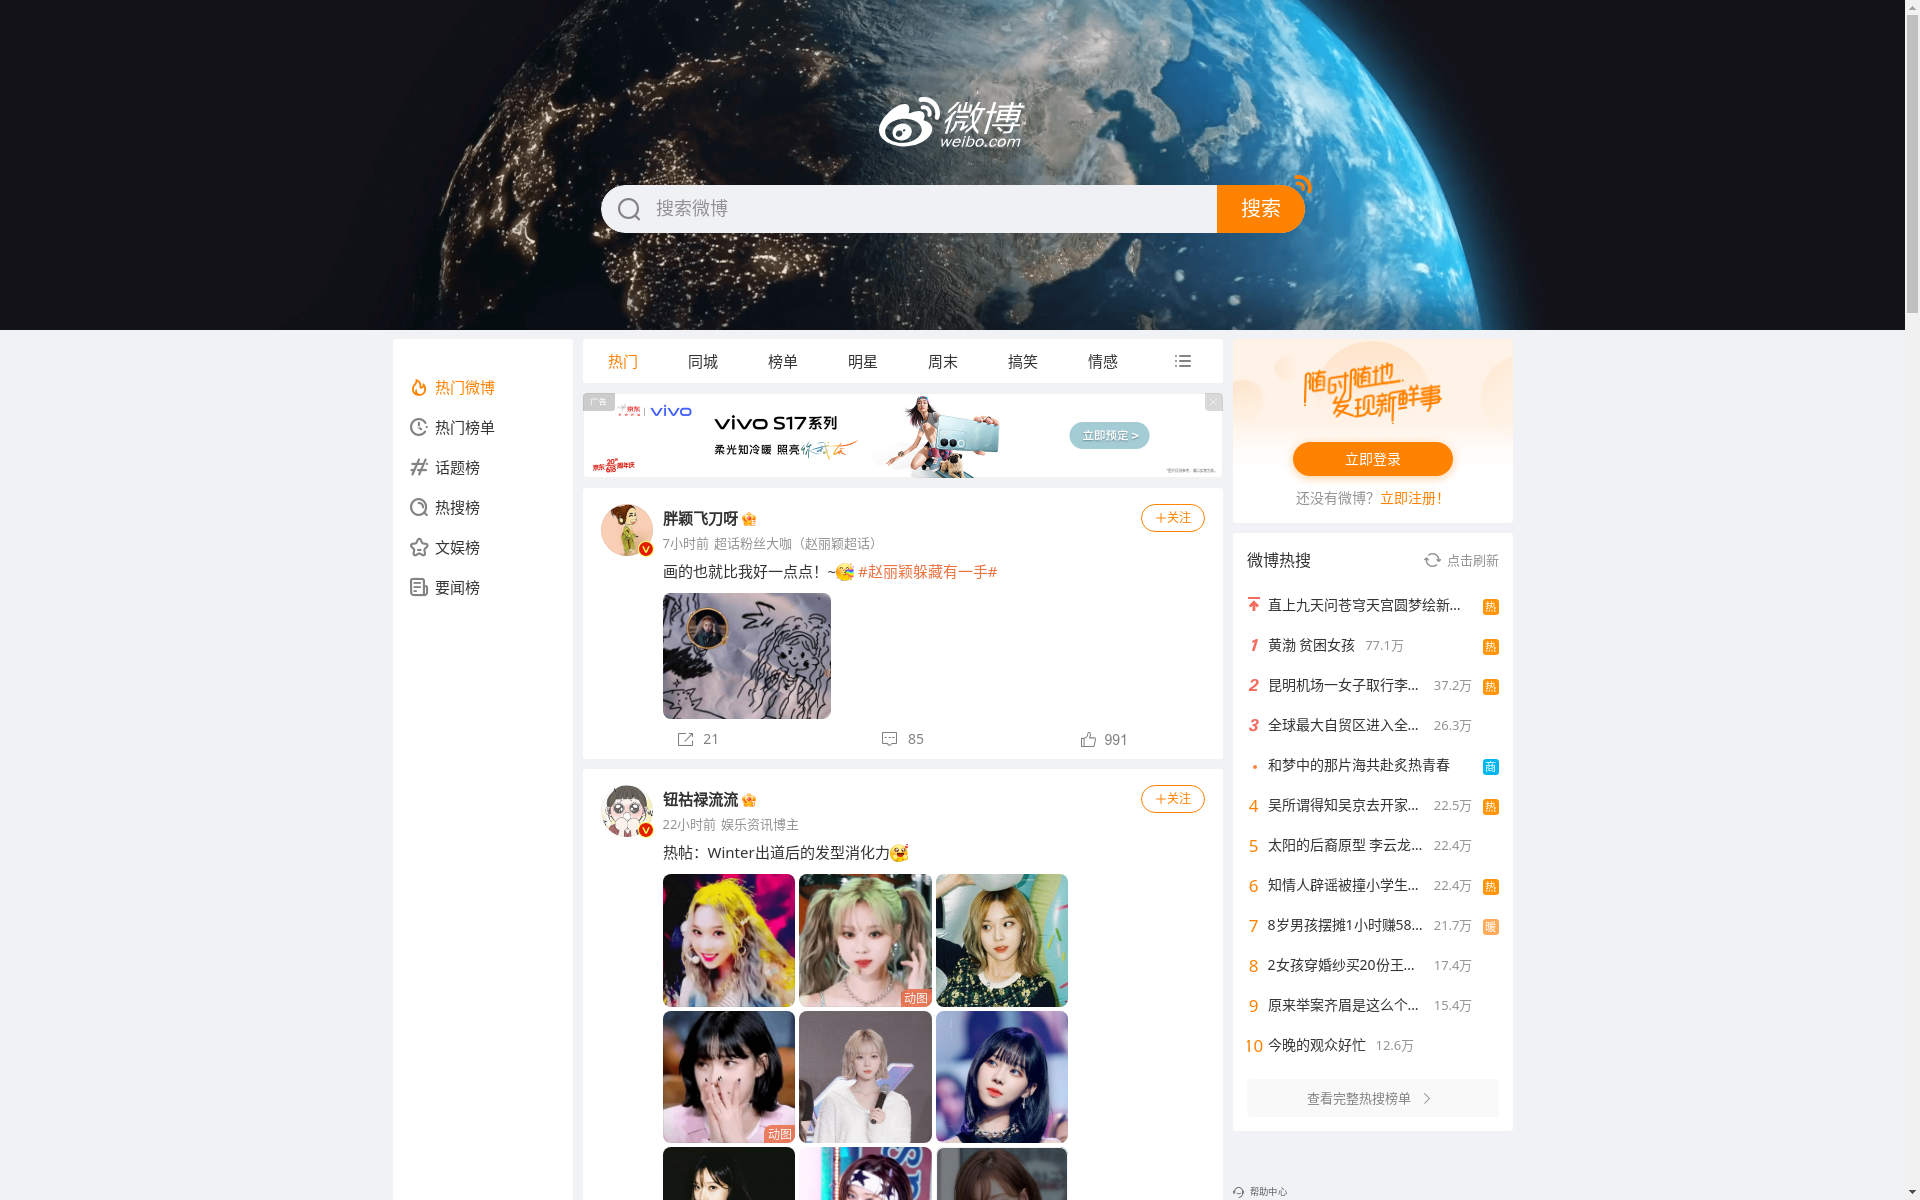 微博
weibo.com
搜索微博
搜索
热门微博
热门榜单
话题榜
热搜榜
文娱榜
要闻榜
热门 同城 榜单 明星 周末 搞笑 情感
广告
京东 vivo
vivo S17系列
柔光知冷暖 照亮你我他
立即预定 >
京东 618 20周年庆
胖颖飞刀呀
+关注
7小时前 超话粉丝大咖（赵丽颖超话）
画的也就比我好一点点！~ #赵丽颖躲藏有一手#
21 85 991
钮祜禄流流
+关注
22小时前 娱乐资讯博主
热帖：Winter出道后的发型消化力
动图
动图
随时随地
发现新鲜事
立即登录
还没有微博？立即注册！
微博热搜 点击刷新
直上九天问苍穹天宫圆梦绘新... 热
1 黄渤 贫困女孩 77.1万 热
2 昆明机场一女子取行李... 37.2万 热
3 全球最大自贸区进入全... 26.3万
• 和梦中的那片海共赴炙热青春 商
4 吴所谓得知吴京去开家... 22.5万 热
5 太阳的后裔原型 李云龙... 22.4万
6 知情人辟谣被撞小学生... 22.4万 热
7 8岁男孩摆摊1小时赚58... 21.7万 暖
8 2女孩穿婚纱买20份王... 17.4万
9 原来举案齐眉是这么个... 15.4万
10 今晚的观众好忙 12.6万
查看完整热搜榜单
帮助中心